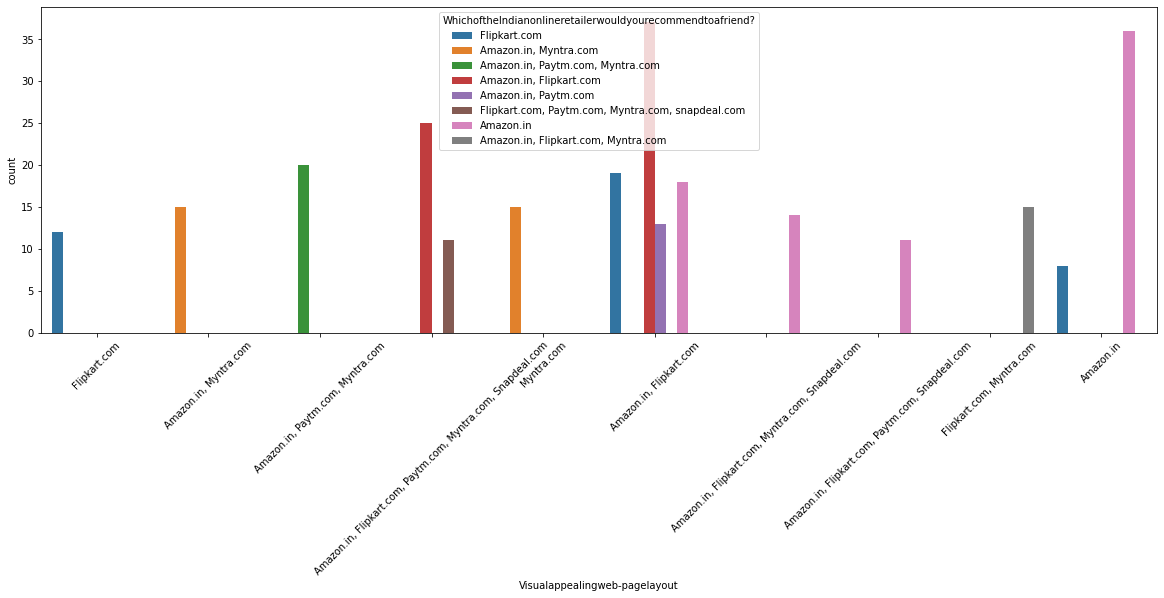 WhichoftheIndianonlineretailerwouldyourecommendtoafriend?
Flipkart.com
Amazon.in, Myntra.com
Amazon.in, Paytm.com, Myntra.com
Amazon.in, Flipkart.com
Amazon.in, Paytm.com
Flipkart.com, Paytm.com, Myntra.com, snapdeal.com
Amazon.in
Amazon.in, Flipkart.com, Myntra.com
count
35
30
25
20
15
10
5
0
Flipkart.com
Amazon.in, Myntra.com
Amazon.in, Paytm.com, Myntra.com
Amazon.in, Flipkart.com, Paytm.com, Myntra.com, Snapdeal.com
Myntra.com
Amazon.in, Flipkart.com
Amazon.in, Flipkart.com, Myntra.com, Snapdeal.com
Amazon.in, Flipkart.com, Paytm.com, Snapdeal.com
Flipkart.com, Myntra.com
Amazon.in
Visualappealingweb-pagelayout